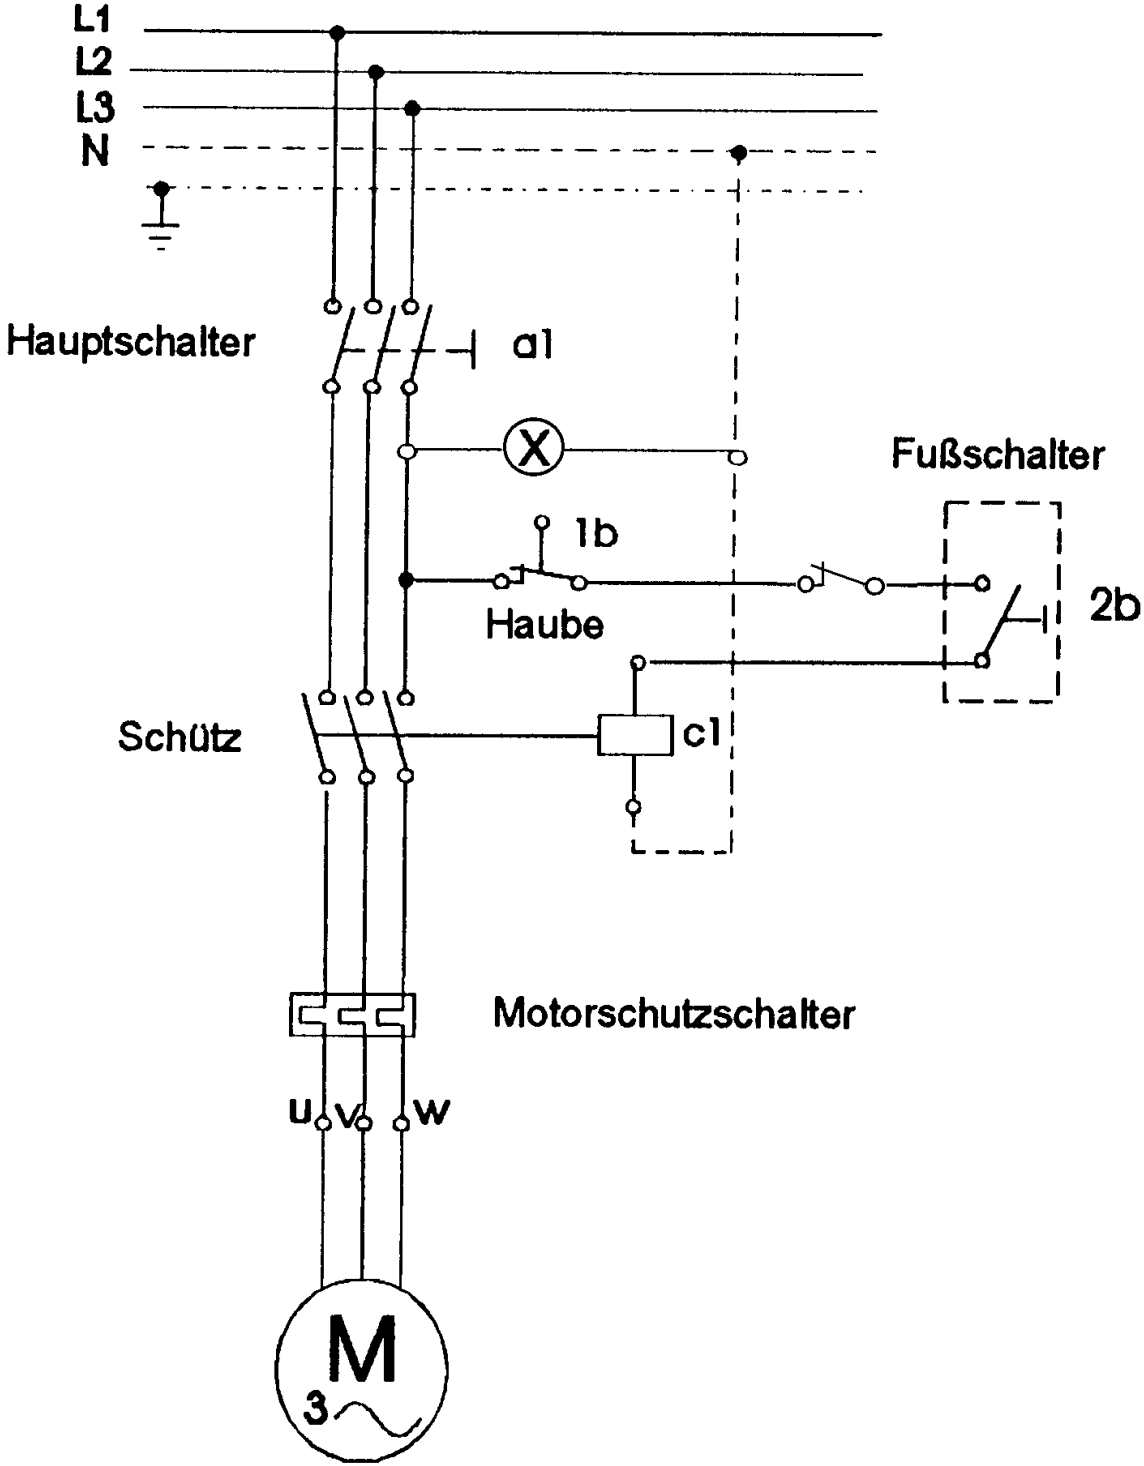 L1
L2
L3
N
Hauptschalter
a1
X
Fußschalter
1b
Haube
2b
Schütz
c1
Motorschutzschalter
u v w
M
3